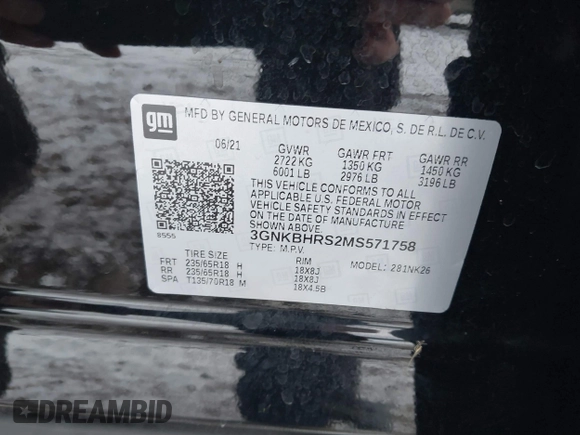 gm
MFD BY GENERAL MOTORS DE MEXICO, S. DE R.L. DE C.V.
06/21 GVWR GAWR FRT GAWR RR
2722 KG 1350 KG 1450 KG
6001 LB 2976 LB 3196 LB
THIS VEHICLE CONFORMS TO ALL
APPLICABLE U.S. FEDERAL MOTOR
VEHICLE SAFETY STANDARDS IN EFFECT
ON THE DATE OF MANUFACTURE
SHOWN ABOVE.
8555 3GNKBHRS2MS571758
TYPE: M.P.V. MODEL: 281NK26
TIRE SIZE RIM
FRT 235/65R18 H 18X8J
RR 235/65R18 H 18X8J
SPA T135/70R18 M 18X4.5B
DREAMBID